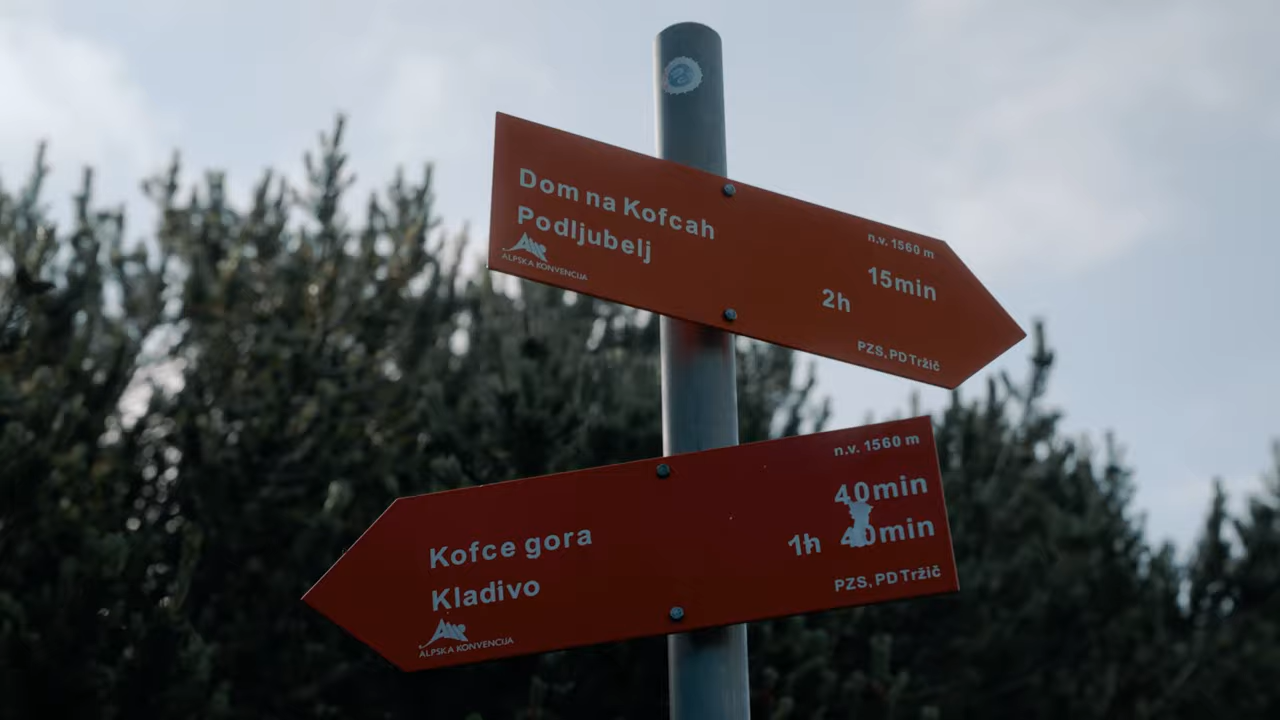 Dom na Kofcah
Podljubelj
ALPSKA KONVENCIJA
n.v. 1560 m
15min
2h
PZS, PD Tržič
Kofce gora
Kladivo
ALPSKA KONVENCIJA
n.v. 1560 m
40min
1h 40min
PZS, PD Tržič